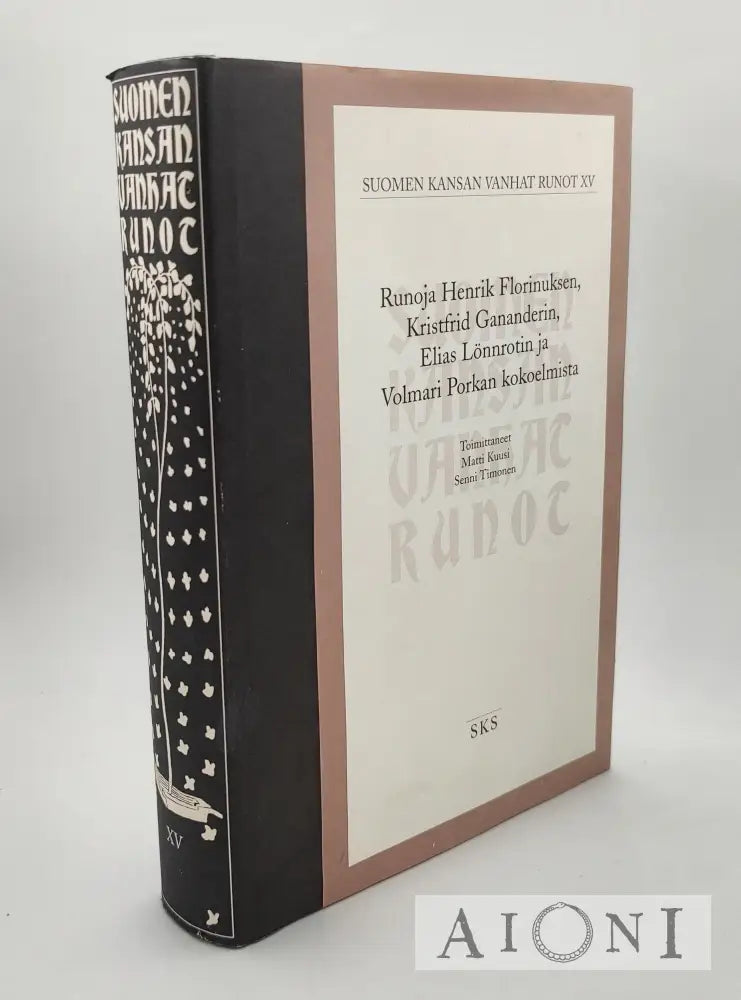 SUOMEN
KANSAN
VANHAT
RUNOT
XV
SUOMEN KANSAN VANHAT RUNOT XV
Runoja Henrik Florinuksen,
Kristfrid Gananderin,
Elias Lönnrotin ja
Volmari Porkan kokoelmista
SUOMEN
KANSAN
VANHAT
RUNOT
Toimittaneet
Matti Kuusi
Senni Timonen
SKS
AIONI